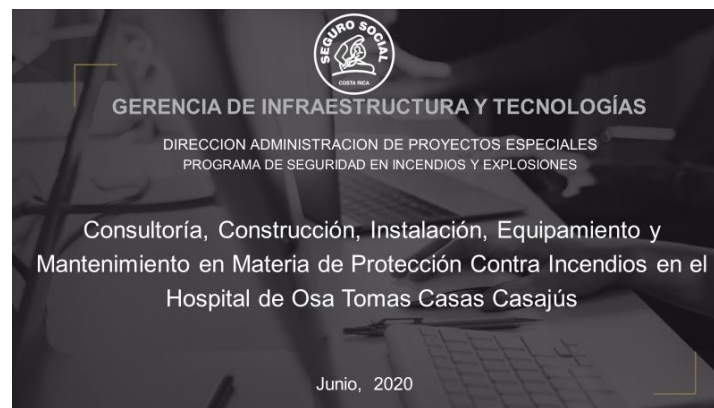 SEGURO SOCIAL
COSTA RICA
GERENCIA DE INFRAESTRUCTURA Y TECNOLOGÍAS
DIRECCION ADMINISTRACION DE PROYECTOS ESPECIALES
PROGRAMA DE SEGURIDAD EN INCENDIOS Y EXPLOSIONES
Consultoría, Construcción, Instalación, Equipamiento y
Mantenimiento en Materia de Protección Contra Incendios en el
Hospital de Osa Tomas Casas Casajús
Junio, 2020